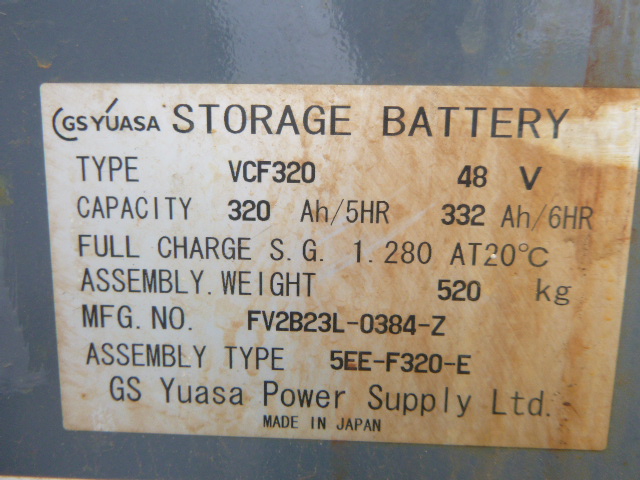 GS YUASA STORAGE BATTERY
TYPE VCF320 48 V
CAPACITY 320 Ah/5HR 332 Ah/6HR
FULL CHARGE S.G. 1.280 AT20°C
ASSEMBLY.WEIGHT 520 kg
MFG.NO. FV2B23L-0384-Z
ASSEMBLY TYPE 5EE-F320-E
GS Yuasa Power Supply Ltd.
MADE IN JAPAN